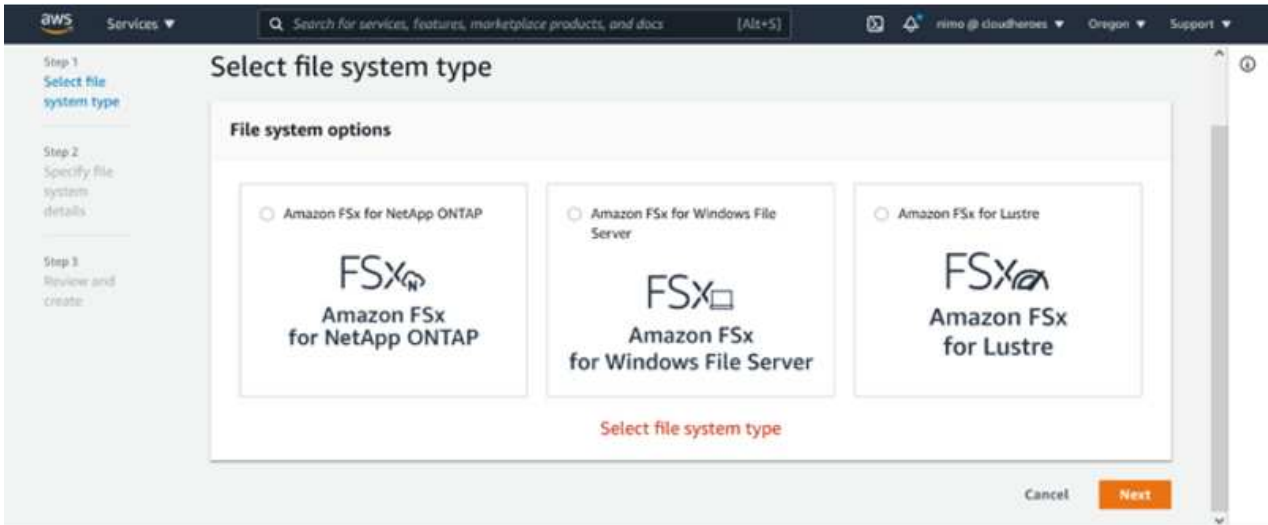 aws Services ▼ Search for services, features, marketplace products, and docs [Alt+S] nimo @ cloudheroes ▼ Oregon ▼ Support ▼
Step 1
Select file
system type
Step 2
Specify file
system
details
Step 3
Review and
create
Select file system type
File system options
Amazon FSx for NetApp ONTAP
FSx N
Amazon FSx
for NetApp ONTAP
Amazon FSx for Windows File
Server
FSx
Amazon FSx
for Windows File Server
Amazon FSx for Lustre
FSx
Amazon FSx
for Lustre
Select file system type
Cancel Next